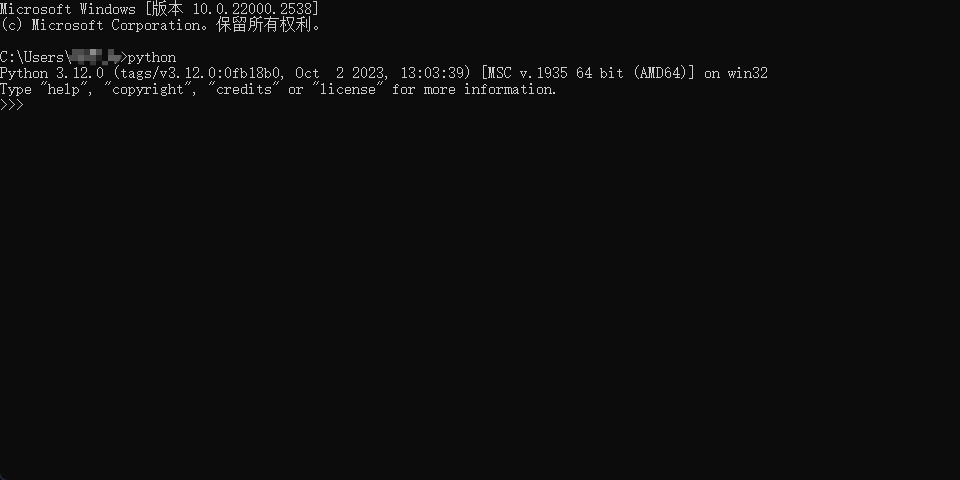 Microsoft Windows [版本 10.0.22000.2538]
(c) Microsoft Corporation。保留所有权利。
C:\Users\>python
Python 3.12.0 (tags/v3.12.0:0fb18b0, Oct  2 2023, 13:03:39) [MSC v.1935 64 bit (AMD64)] on win32
Type "help", "copyright", "credits" or "license" for more information.
>>>